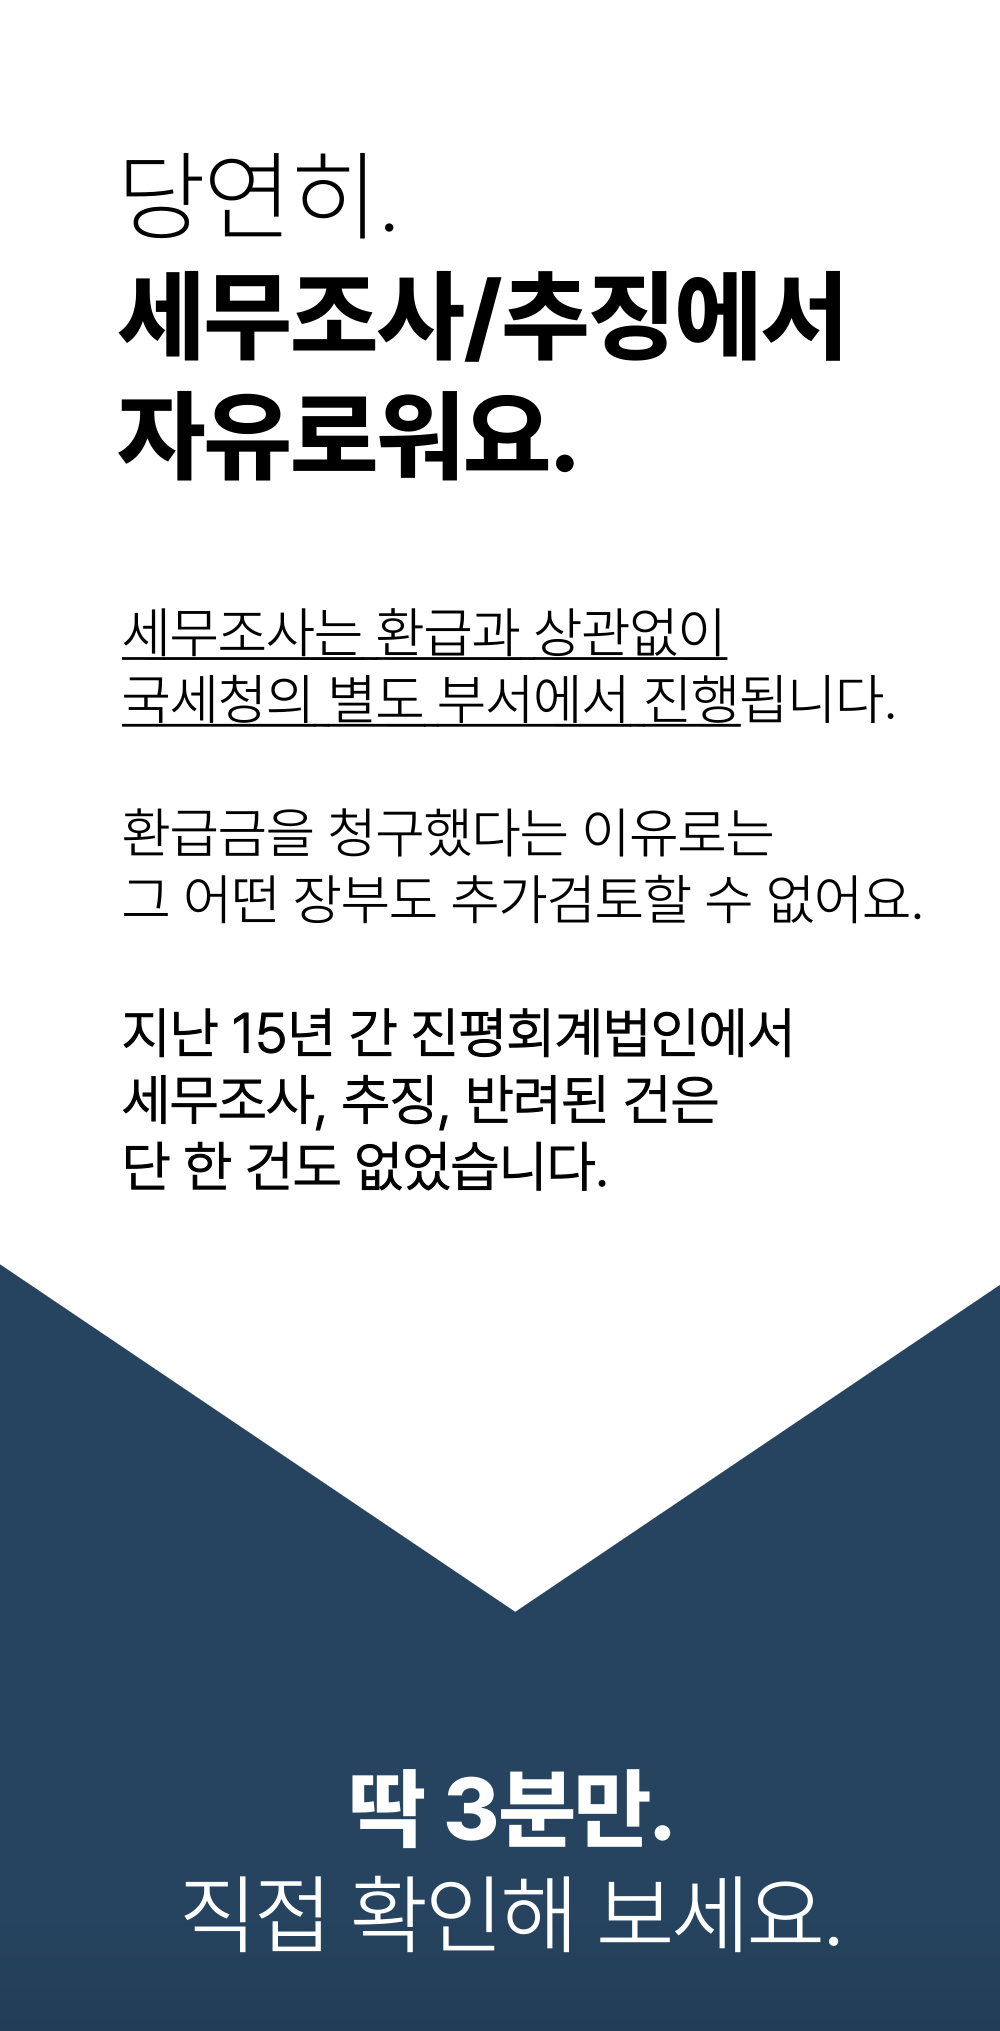 당연히.
세무조사/추징에서
자유로워요.
세무조사는 환급과 상관없이
국세청의 별도 부서에서 진행됩니다.
환급금을 청구했다는 이유로는
그 어떤 장부도 추가검토할 수 없어요.
지난 15년 간 진평회계법인에서
세무조사, 추징, 반려된 건은
단 한 건도 없었습니다.
딱 3분만.
직접 확인해 보세요.